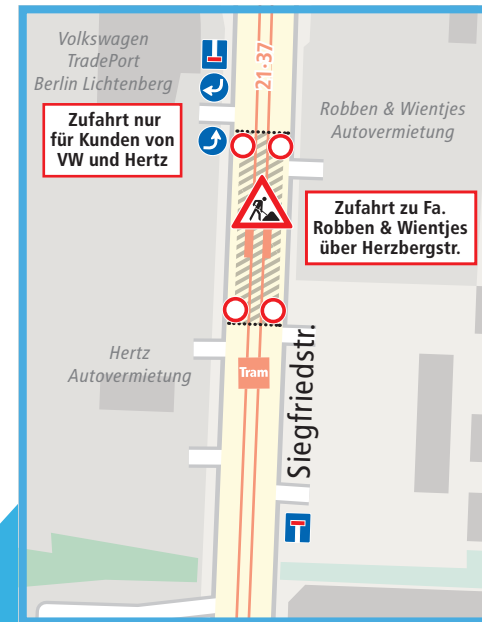 Volkswagen
TradePort
Berlin Lichtenberg
21·37
Zufahrt nur
für Kunden von
VW und Hertz
Robben & Wientjes
Autovermietung
Zufahrt zu Fa.
Robben & Wientjes
über Herzbergstr.
Hertz
Autovermietung
Tram
Siegfriedstr.